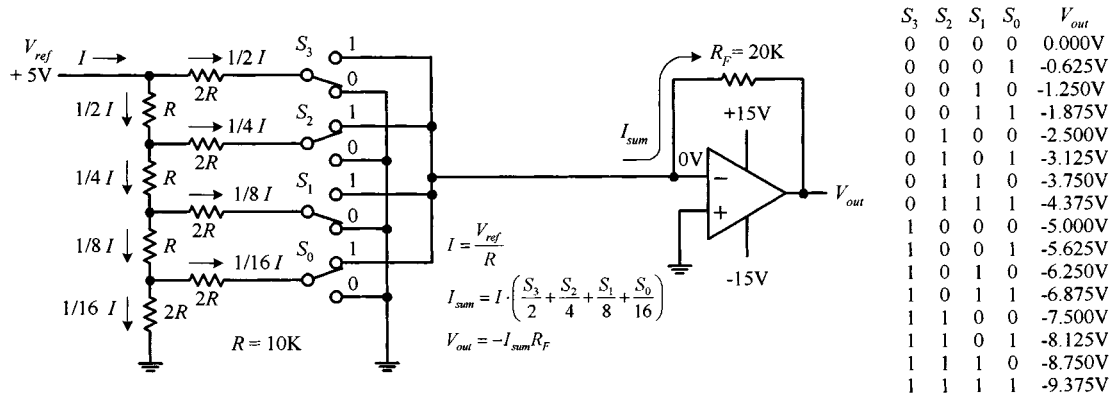 V_ref
+ 5V
I
1/2 I
2R
S_3
1
0
1/2 I
R
1/4 I
2R
S_2
1
0
1/4 I
R
1/8 I
2R
S_1
1
0
1/8 I
R
1/16 I
2R
S_0
1
0
1/16 I
2R
R = 10K
I = V_ref / R
I_sum = I · (S_3/2 + S_2/4 + S_1/8 + S_0/16)
V_out = –I_sum R_F
I_sum
R_F = 20K
+15V
0V
–
+
-15V
V_out
S_3 S_2 S_1 S_0 V_out
0 0 0 0 0.000V
0 0 0 1 -0.625V
0 0 1 0 -1.250V
0 0 1 1 -1.875V
0 1 0 0 -2.500V
0 1 0 1 -3.125V
0 1 1 0 -3.750V
0 1 1 1 -4.375V
1 0 0 0 -5.000V
1 0 0 1 -5.625V
1 0 1 0 -6.250V
1 0 1 1 -6.875V
1 1 0 0 -7.500V
1 1 0 1 -8.125V
1 1 1 0 -8.750V
1 1 1 1 -9.375V